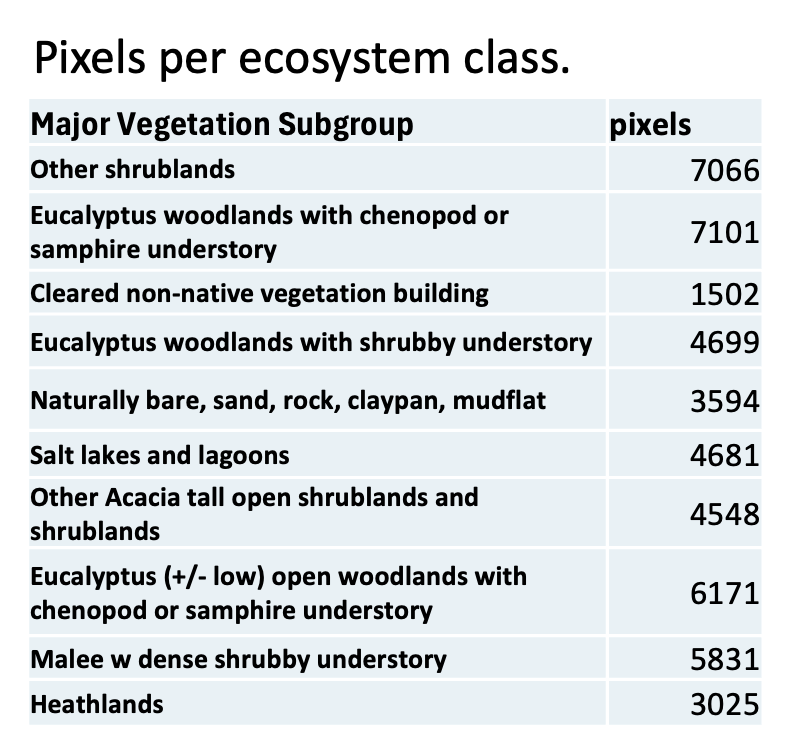 Pixels per ecosystem class.
Major Vegetation Subgroup pixels
Other shrublands 7066
Eucalyptus woodlands with chenopod or
samphire understory 7101
Cleared non-native vegetation building 1502
Eucalyptus woodlands with shrubby understory 4699
Naturally bare, sand, rock, claypan, mudflat 3594
Salt lakes and lagoons 4681
Other Acacia tall open shrublands and
shrublands 4548
Eucalyptus (+/- low) open woodlands with
chenopod or samphire understory 6171
Malee w dense shrubby understory 5831
Heathlands 3025